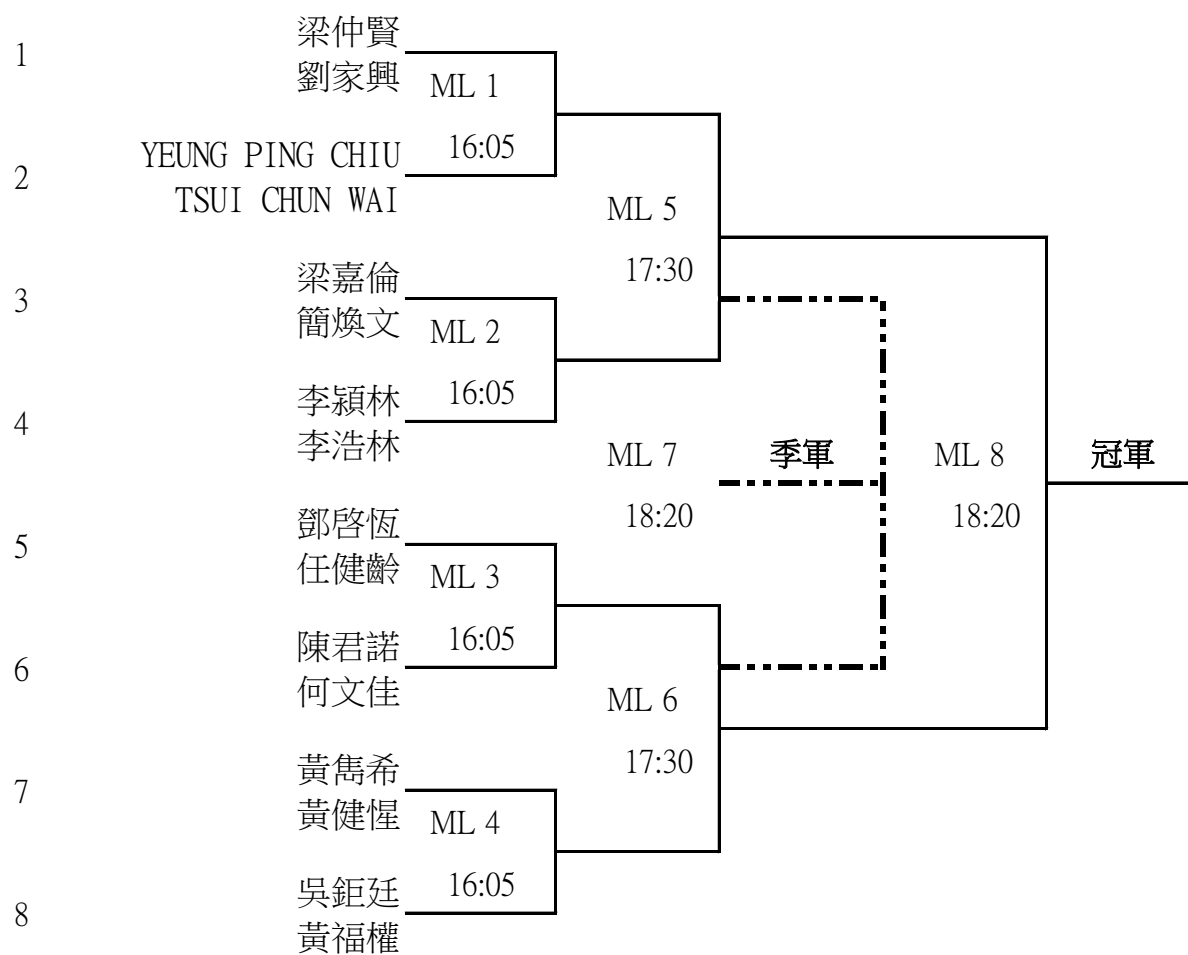 1
梁仲賢
劉家興
ML 1
16:05
2
YEUNG PING CHIU
TSUI CHUN WAI
ML 5
17:30
3
梁嘉倫
簡煥文
ML 2
16:05
4
李潁林
李浩林
ML 7
18:20
季軍
ML 8
18:20
冠軍
5
鄧啓恆
任健齡
ML 3
16:05
6
陳君諾
何文佳
ML 6
17:30
7
黃雋希
黃健惺
ML 4
16:05
8
吳鉅廷
黃福權